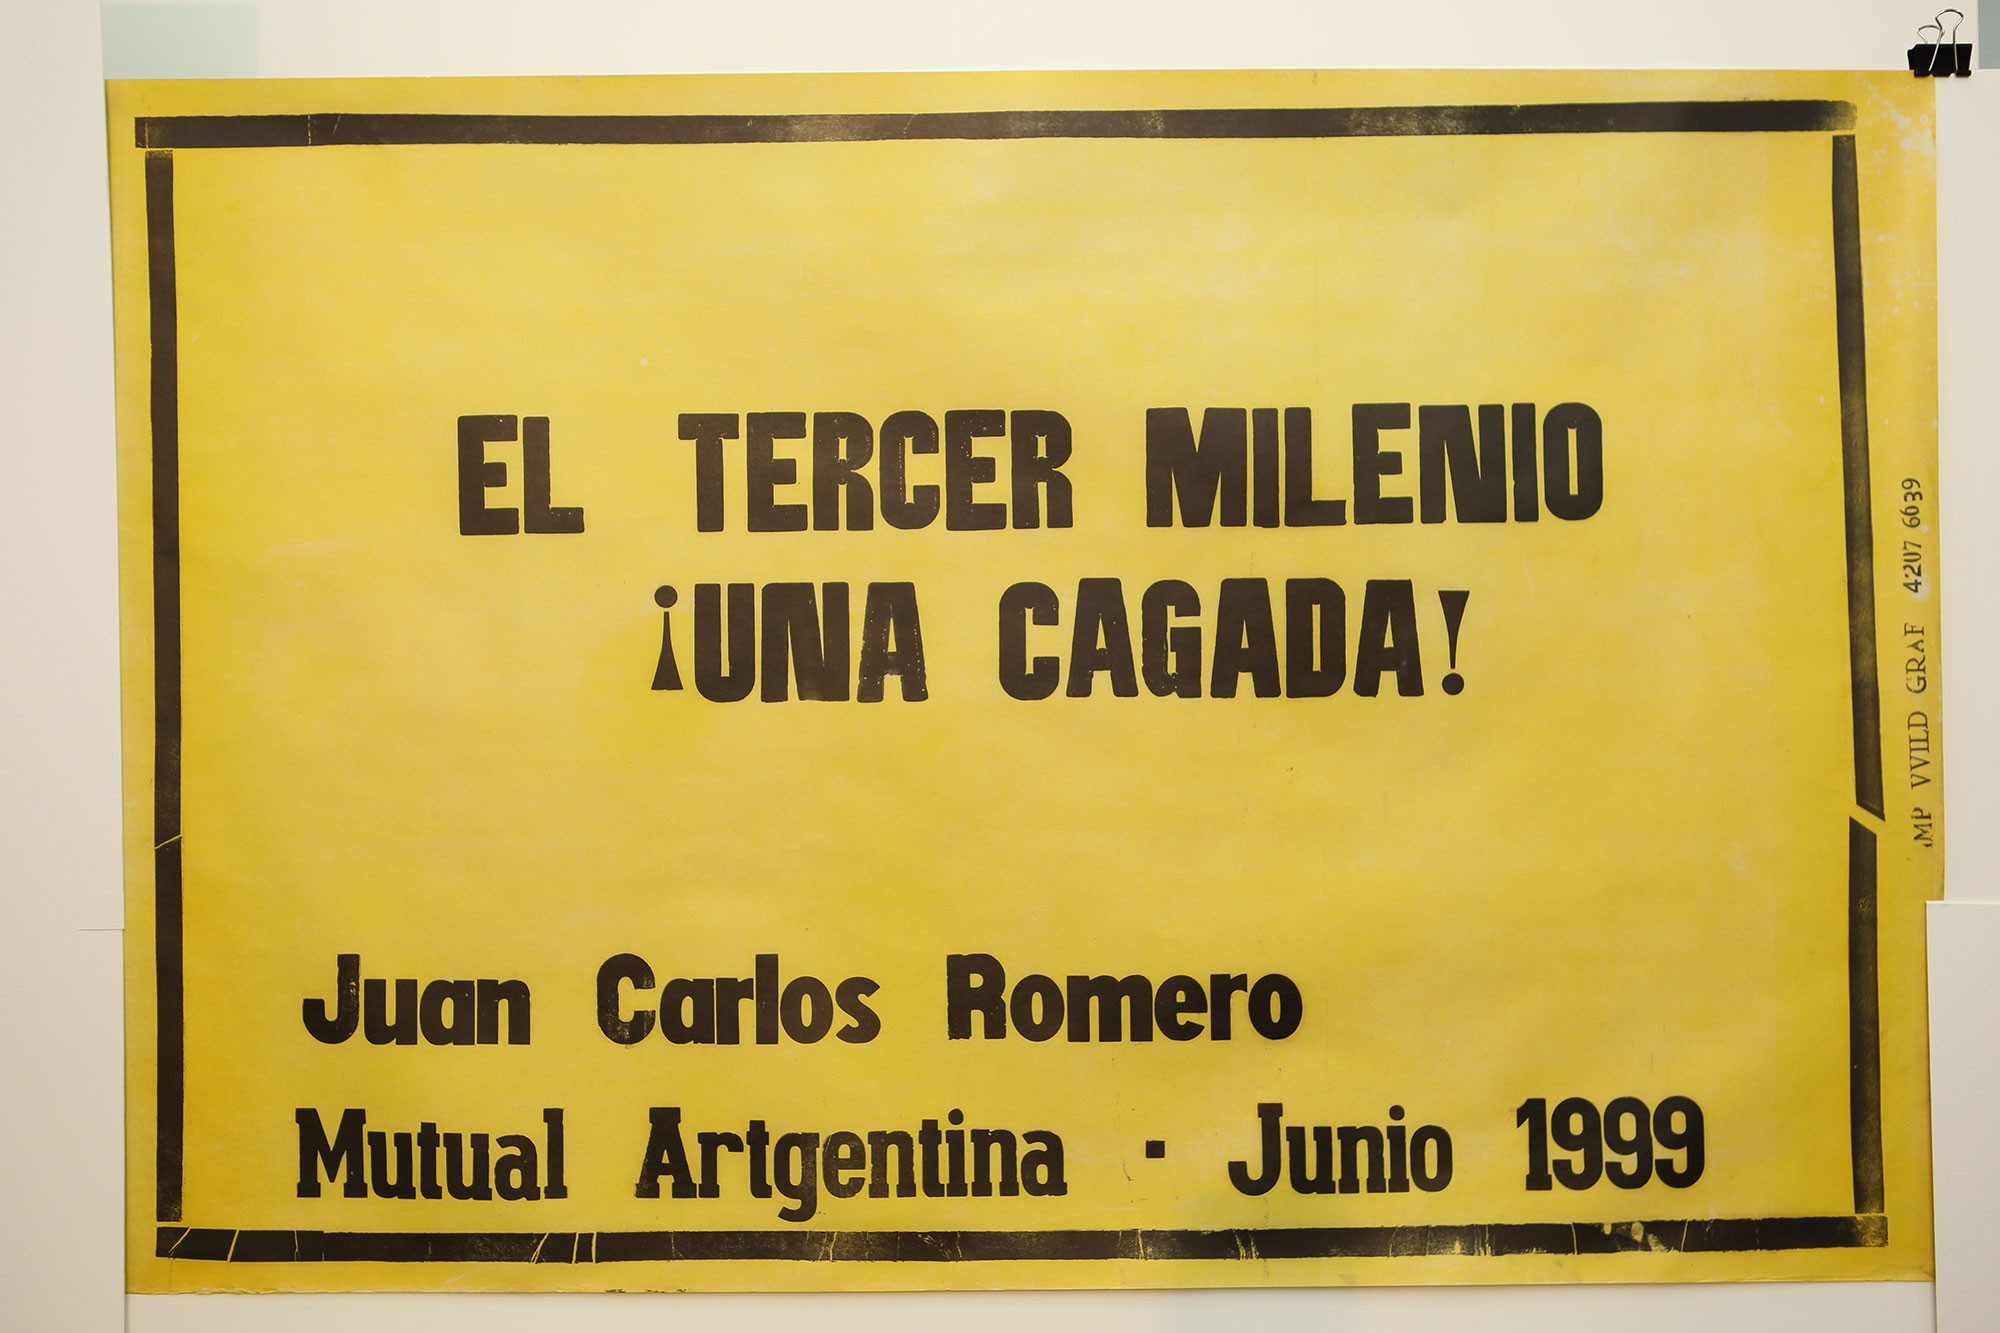 EL TERCER MILENIO
¡UNA CAGADA!
Juan Carlos Romero
Mutual Artgentina · Junio 1999
IMP VVILD GRAF 4207 6639